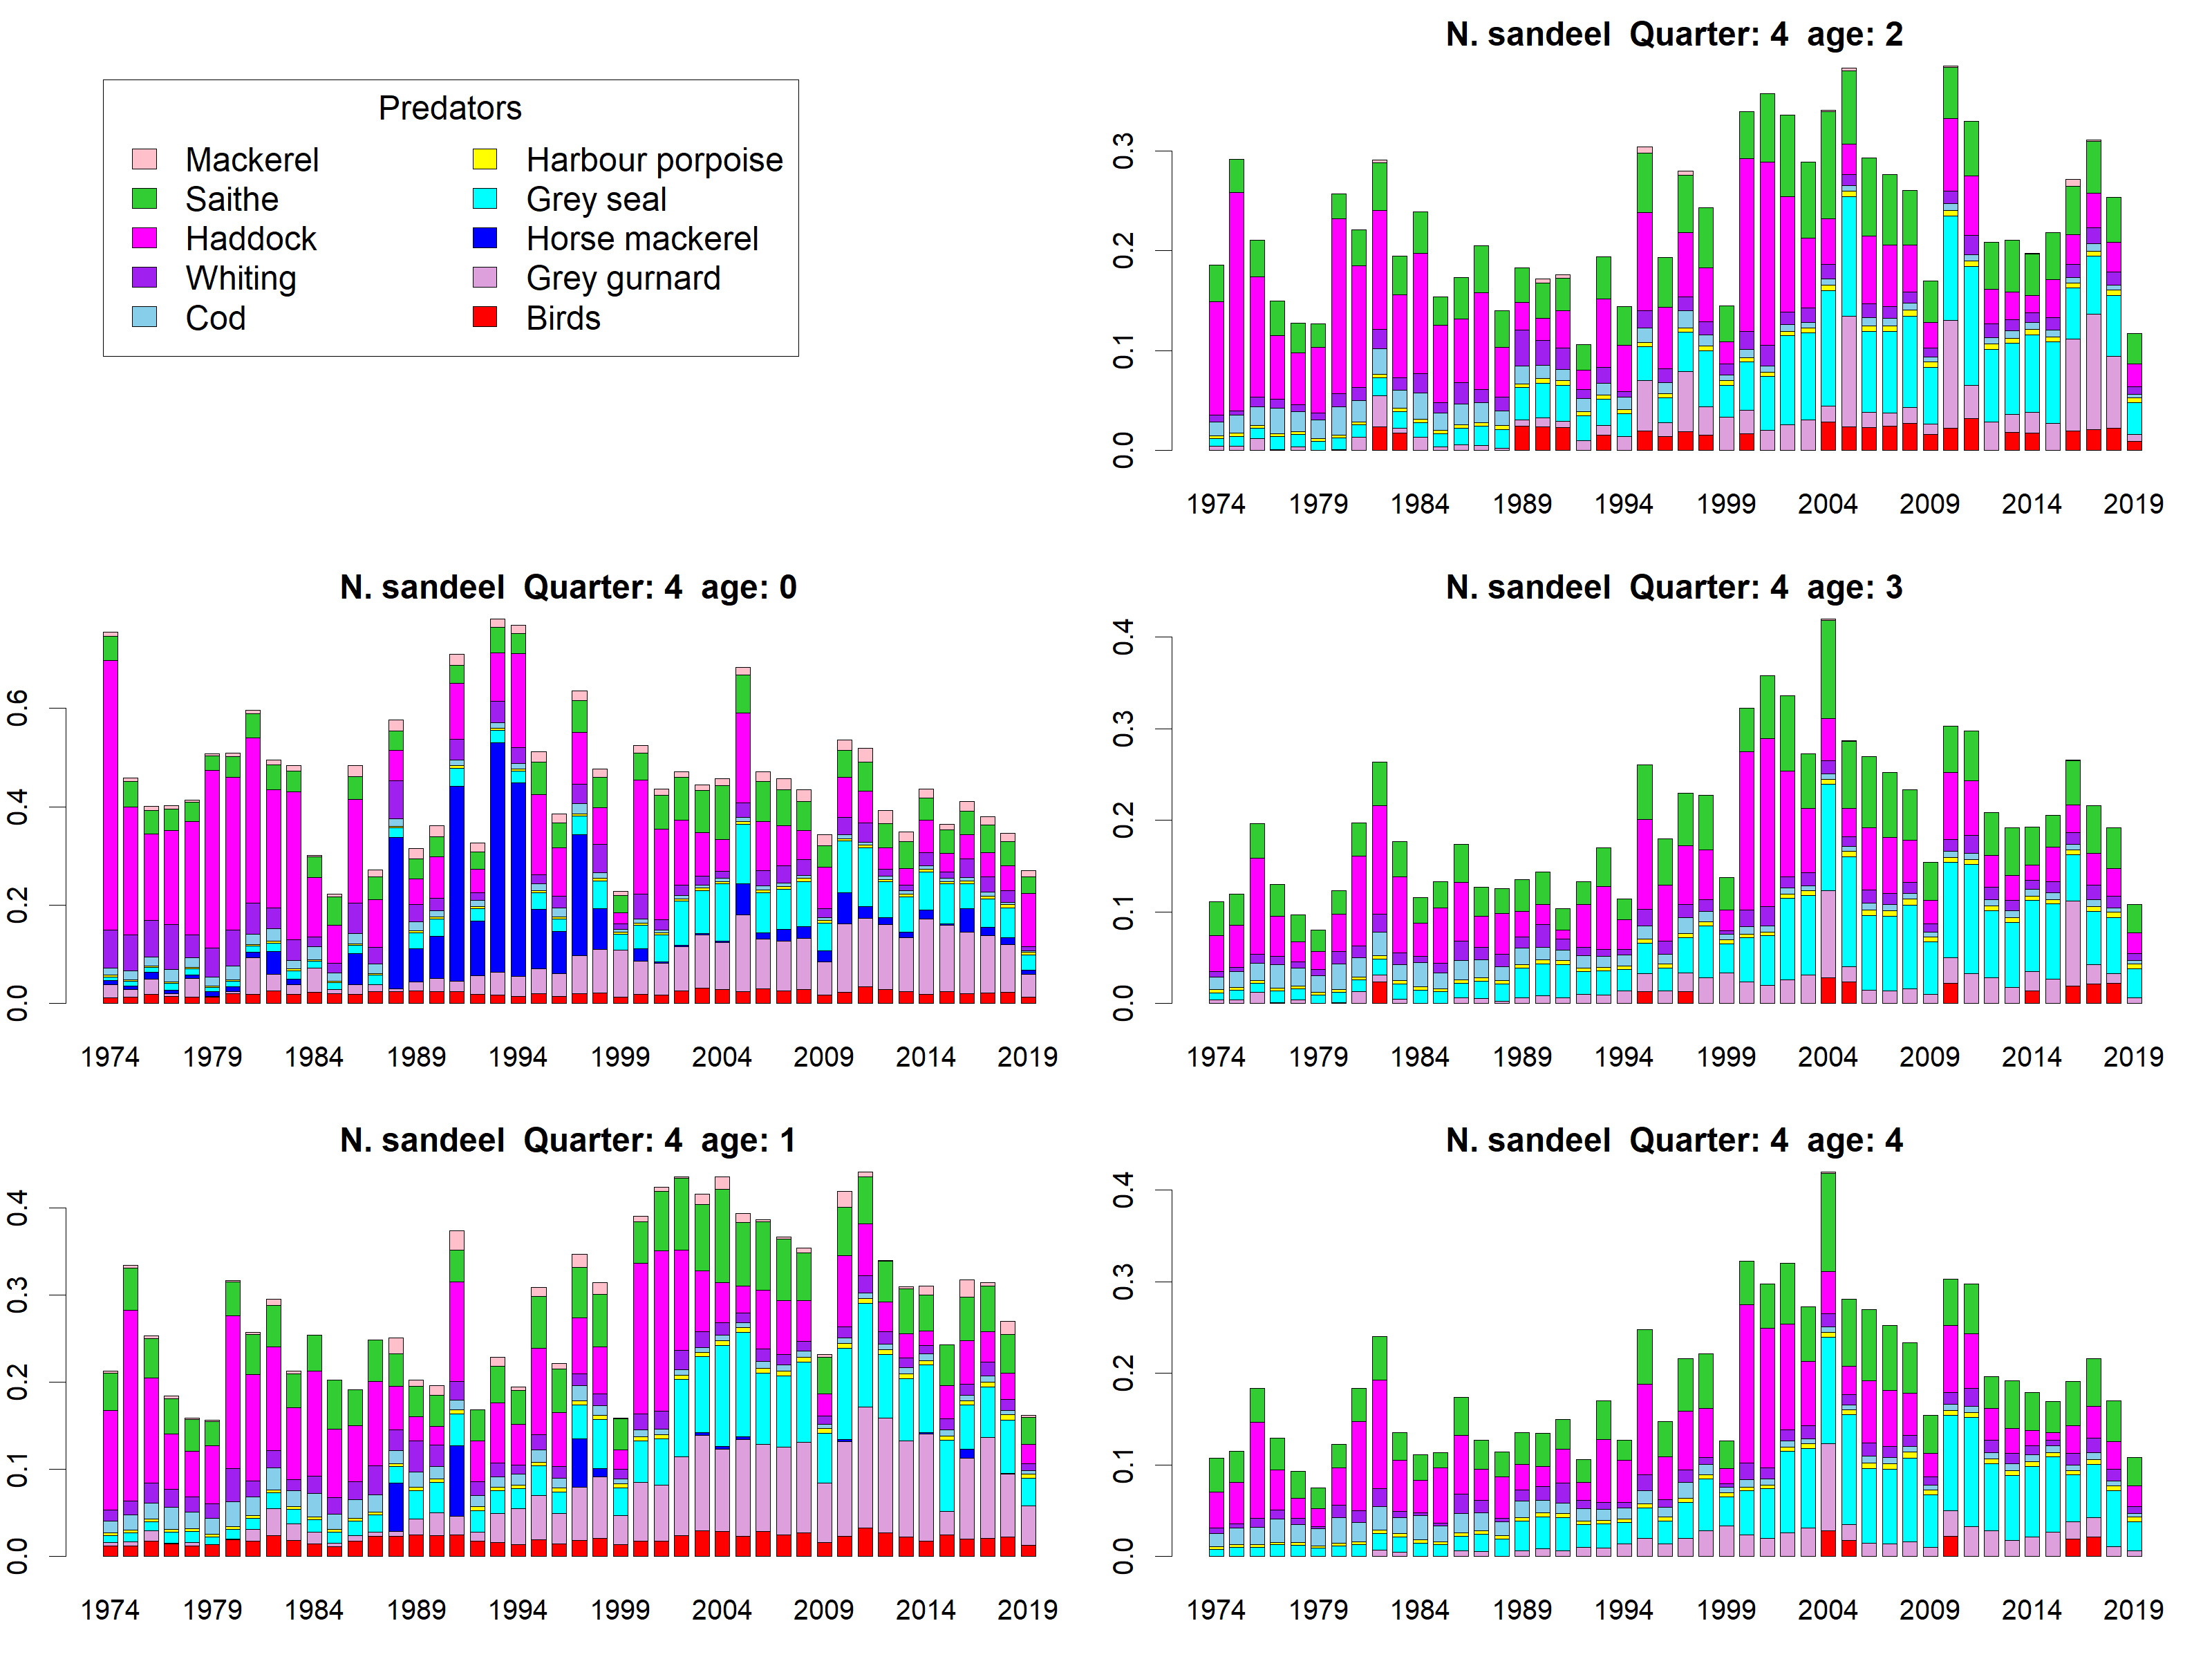 Predators
Mackerel
Saithe
Haddock
Whiting
Cod
Harbour porpoise
Grey seal
Horse mackerel
Grey gurnard
Birds
N. sandeel Quarter: 4 age: 2
0.0 0.1 0.2 0.3
1974 1979 1984 1989 1994 1999 2004 2009 2014 2019
N. sandeel Quarter: 4 age: 0
0.0 0.2 0.4 0.6
1974 1979 1984 1989 1994 1999 2004 2009 2014 2019
N. sandeel Quarter: 4 age: 3
0.0 0.1 0.2 0.3 0.4
1974 1979 1984 1989 1994 1999 2004 2009 2014 2019
N. sandeel Quarter: 4 age: 1
0.0 0.1 0.2 0.3 0.4
1974 1979 1984 1989 1994 1999 2004 2009 2014 2019
N. sandeel Quarter: 4 age: 4
0.0 0.1 0.2 0.3 0.4
1974 1979 1984 1989 1994 1999 2004 2009 2014 2019